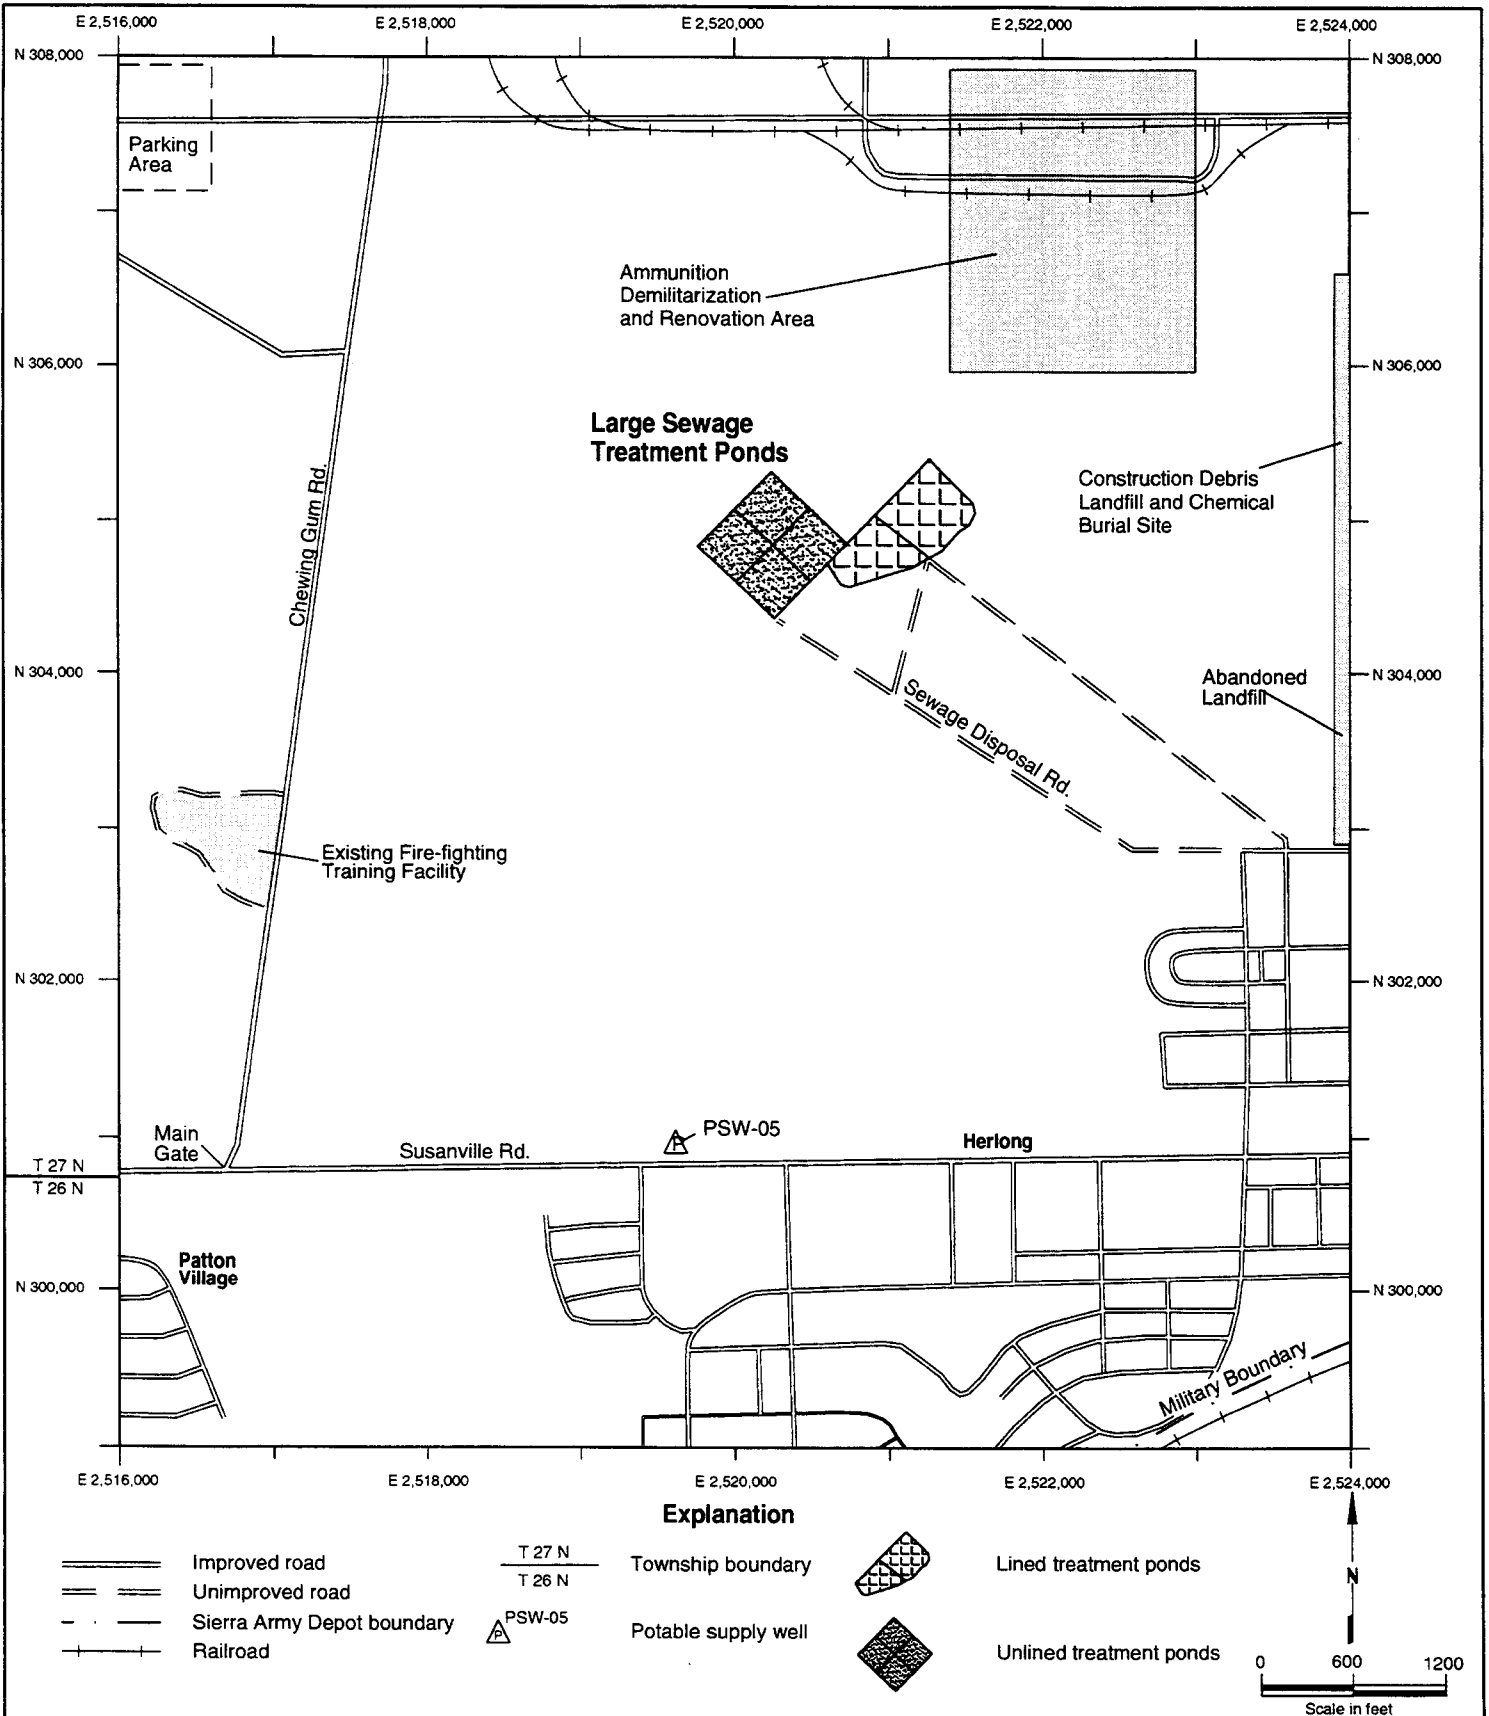 E 2,516,000
E 2,518,000
E 2,520,000
E 2,522,000
E 2,524,000
N 308,000
N 308,000
Parking
Area
Ammunition
Demilitarization
and Renovation Area
N 306,000
N 306,000
Large Sewage
Treatment Ponds
Chewing Gum Rd.
Construction Debris
Landfill and Chemical
Burial Site
N 304,000
N 304,000
Abandoned
Landfill
Sewage Disposal Rd.
Existing Fire-fighting
Training Facility
N 302,000
N 302,000
Main
Gate
Susanville Rd.
P
PSW-05
Herlong
T 27 N
T 26 N
Patton
Village
N 300,000
N 300,000
Military Boundary
E 2,516,000
E 2,518,000
E 2,520,000
E 2,522,000
E 2,524,000
Explanation
Improved road
Unimproved road
Sierra Army Depot boundary
Railroad
T 27 N
T 26 N
Township boundary
P
PSW-05
Potable supply well
Lined treatment ponds
Unlined treatment ponds
N
0 600 1200
Scale in feet